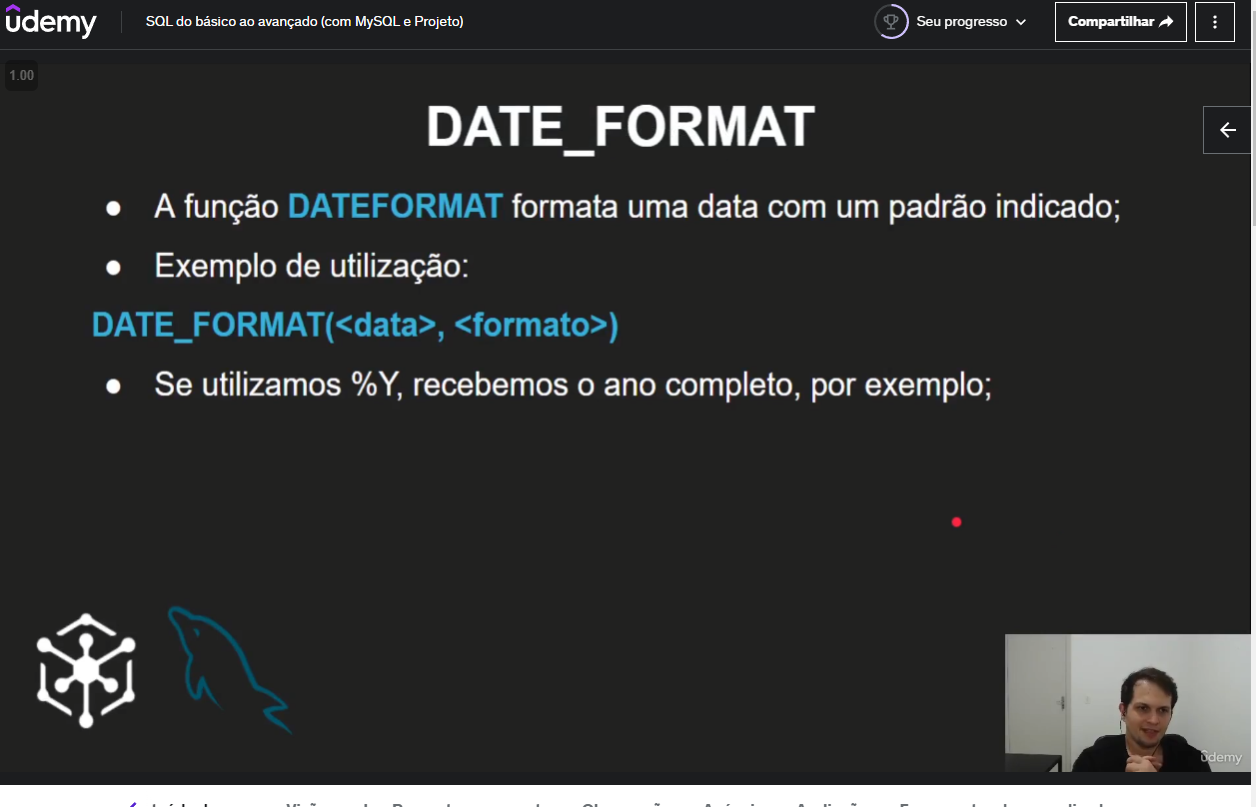 ûdemy
SQL do básico ao avançado (com MySQL e Projeto)
Seu progresso
Compartilhar
1.00
DATE_FORMAT
● A função DATEFORMAT formata uma data com um padrão indicado;
● Exemplo de utilização:
DATE_FORMAT(<data>, <formato>)
● Se utilizamos %Y, recebemos o ano completo, por exemplo;
ûdemy